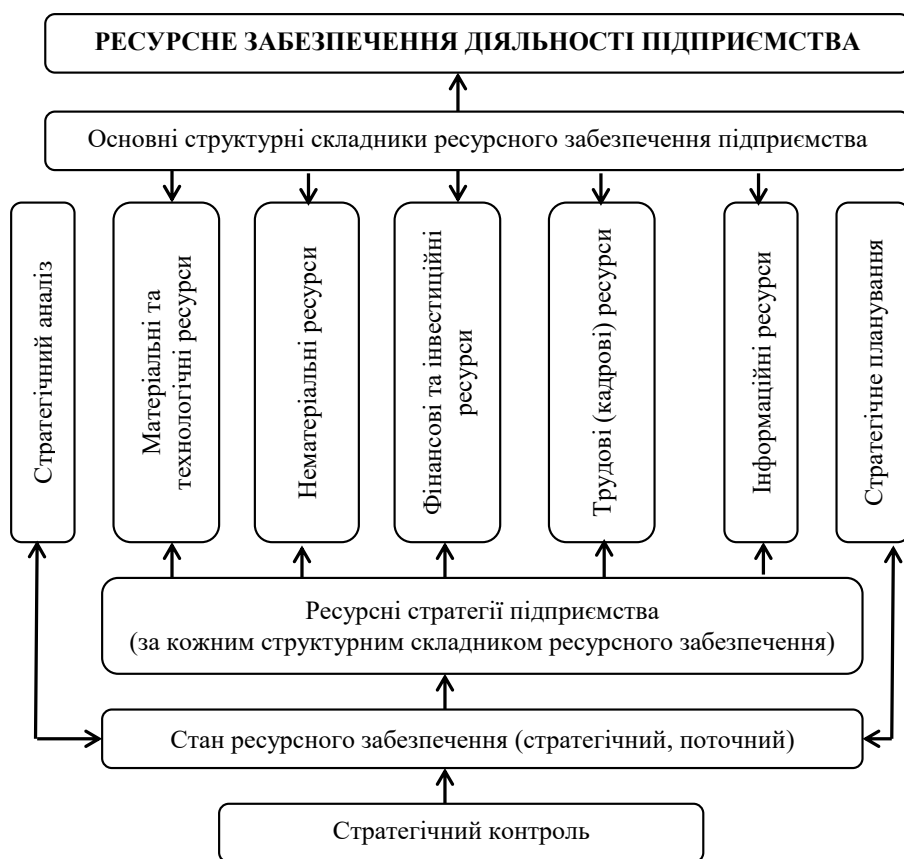 РЕСУРСНЕ ЗАБЕЗПЕЧЕННЯ ДІЯЛЬНОСТІ ПІДПРИЄМСТВА
Основні структурні складники ресурсного забезпечення підприємства
Стратегічний аналіз
Матеріальні та
технологічні ресурси
Нематеріальні ресурси
Фінансові та інвестиційні
ресурси
Трудові (кадрові) ресурси
Інформаційні ресурси
Стратегічне планування
Ресурсні стратегії підприємства
(за кожним структурним складником ресурсного забезпечення)
Стан ресурсного забезпечення (стратегічний, поточний)
Стратегічний контроль